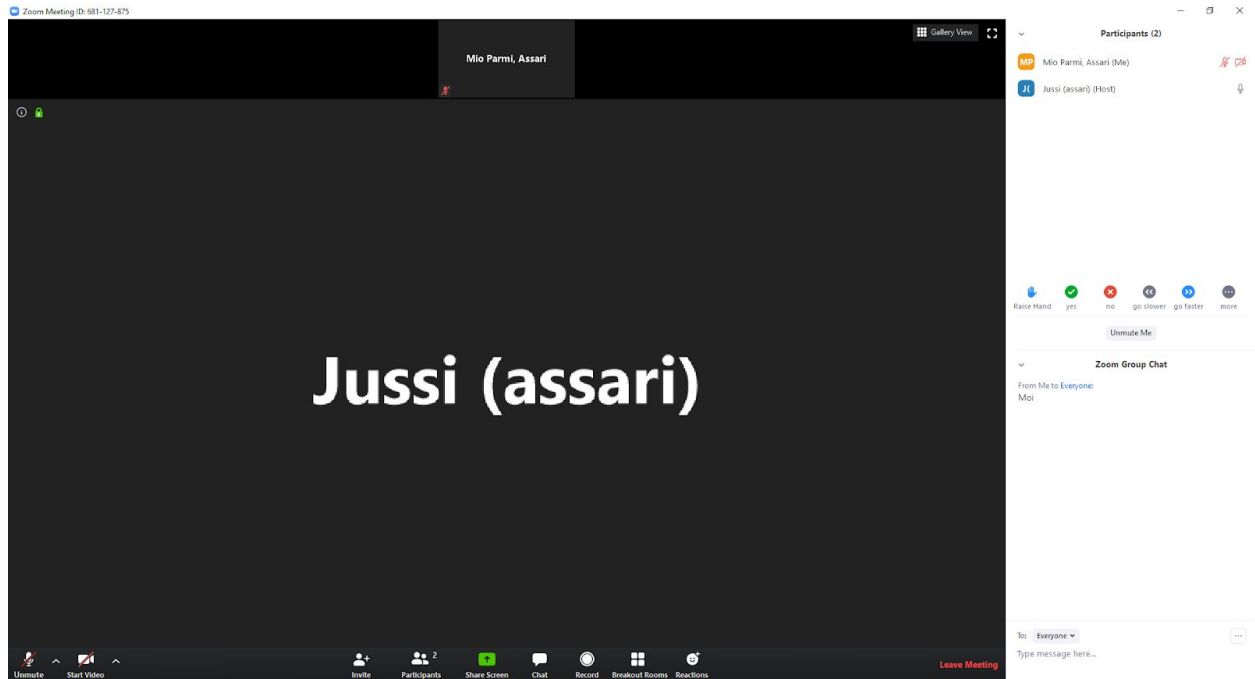 Zoom Meeting ID: 681-127-875
Mio Parmi, Assari
Gallery View
Jussi (assari)
Unmute
Start Video
Invite
Participants 2
Share Screen
Chat
Record
Breakout Rooms
Reactions
Leave Meeting
Participants (2)
MP Mio Parmi, Assari (Me)
J( Jussi (assari) (Host)
Raise Hand yes no go slower go faster more
Unmute Me
Zoom Group Chat
From Me to Everyone:
Moi
To: Everyone
Type message here...